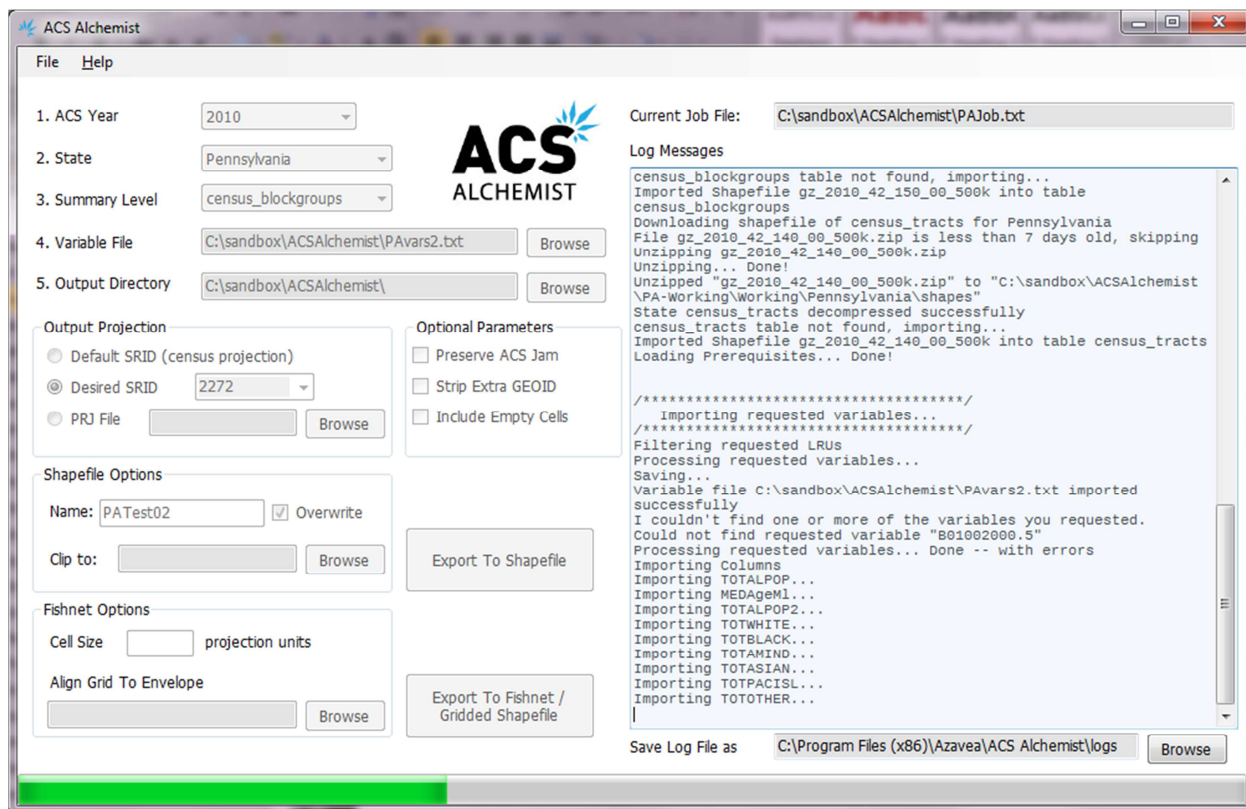 ACS Alchemist
File Help
1. ACS Year
2010
2. State
Pennsylvania
3. Summary Level
census_blockgroups
4. Variable File
C:\sandbox\ACSAlchemist\PAvars2.txt
Browse
5. Output Directory
C:\sandbox\ACSAlchemist\
Browse
ACS
ALCHEMIST
Output Projection
Default SRID (census projection)
Desired SRID
2272
PRJ File
Browse
Optional Parameters
Preserve ACS Jam
Strip Extra GEOID
Include Empty Cells
Shapefile Options
Name:
PATest02
Overwrite
Clip to:
Browse
Export To Shapefile
Fishnet Options
Cell Size
projection units
Align Grid To Envelope
Browse
Export To Fishnet /
Gridded Shapefile
Current Job File:
C:\sandbox\ACSAlchemist\PAJob.txt
Log Messages
census_blockgroups table not found, importing...
Imported Shapefile gz_2010_42_150_00_500k into table
census_blockgroups
Downloading shapefile of census_tracts for Pennsylvania
File gz_2010_42_140_00_500k.zip is less than 7 days old, skipping
Unzipping gz_2010_42_140_00_500k.zip
Unzipping... Done!
Unzipped "gz_2010_42_140_00_500k.zip" to "C:\sandbox\ACSAlchemist
\PA-Working\Working\Pennsylvania\shapes"
State census_tracts decompressed successfully
census_tracts table not found, importing...
Imported Shapefile gz_2010_42_140_00_500k into table census_tracts
Loading Prerequisites... Done!
/*************************************/
Importing requested variables...
/*************************************/
Filtering requested LRUs
Processing requested variables...
Saving...
Variable file C:\sandbox\ACSAlchemist\PAvars2.txt imported
successfully
I couldn't find one or more of the variables you requested.
Could not find requested variable "B01002000.5"
Processing requested variables... Done -- with errors
Importing Columns
Importing TOTALPOP...
Importing MEDAgeMl...
Importing TOTALPOP2...
Importing TOTWHITE...
Importing TOTBLACK...
Importing TOTAMIND...
Importing TOTASIAN...
Importing TOTPACISL...
Importing TOTOTHER...
Save Log File as
C:\Program Files (x86)\Azavea\ACS Alchemist\logs
Browse